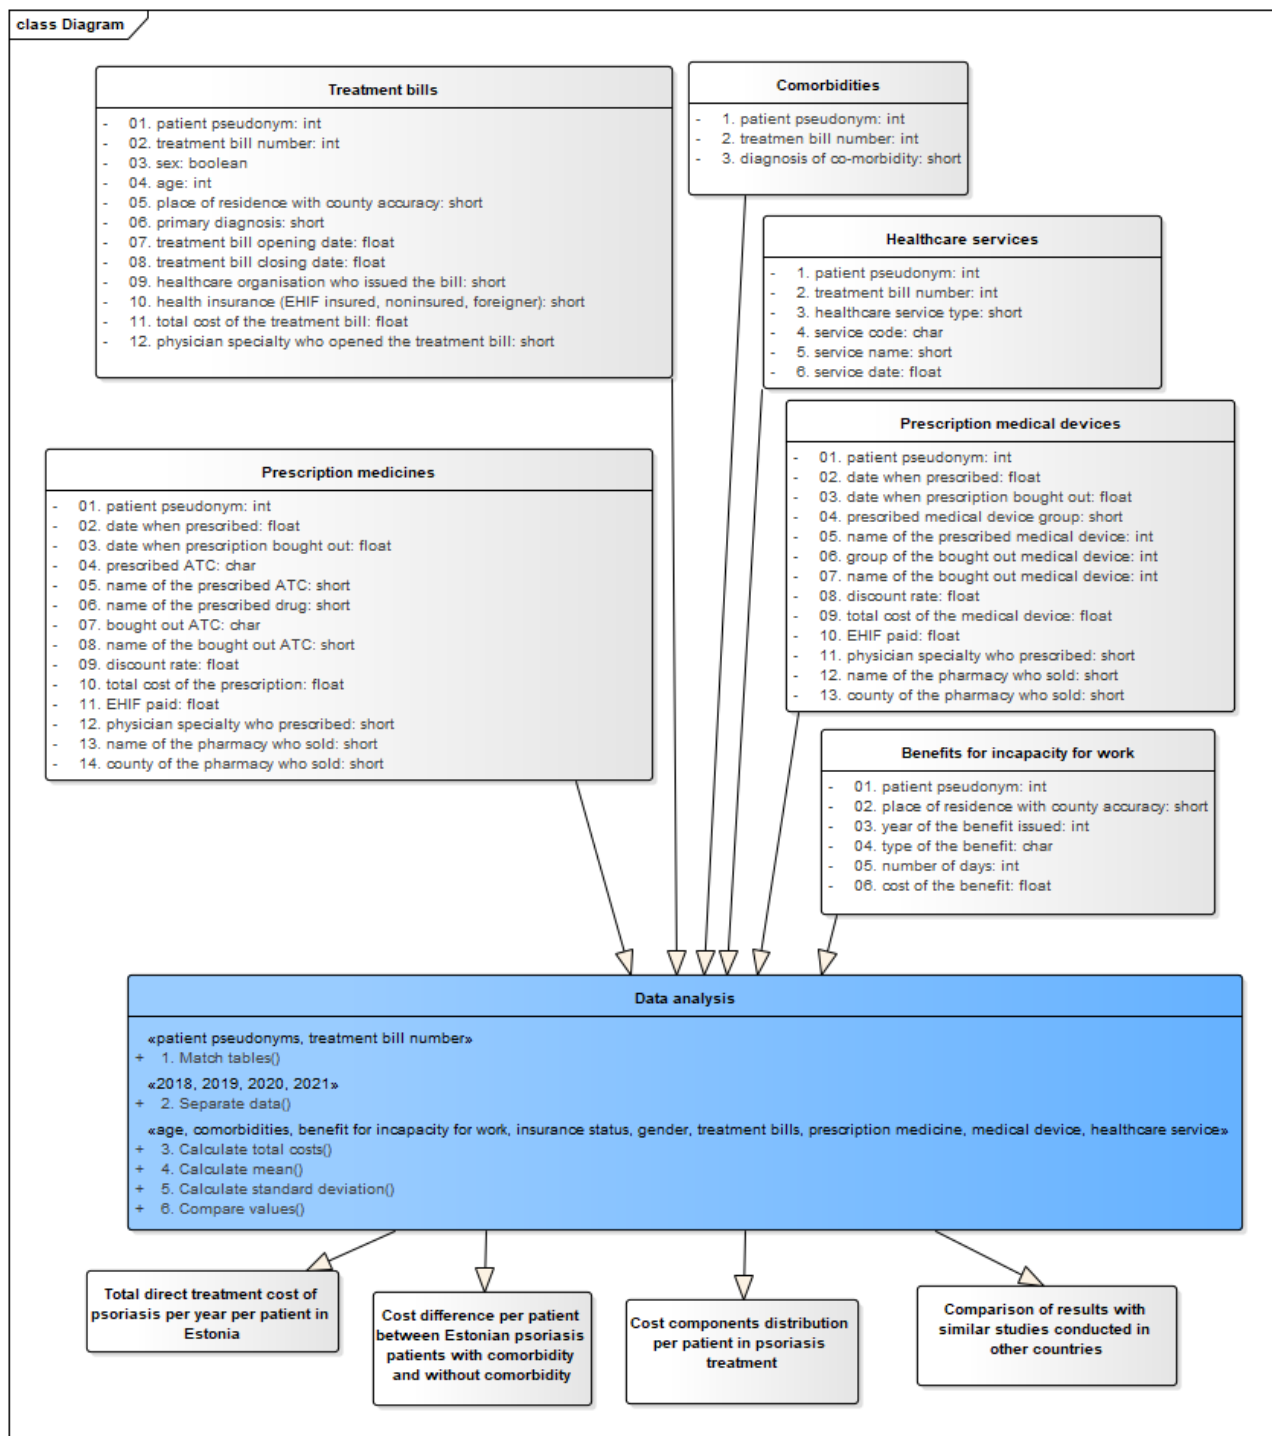 class Diagram
Treatment bills
- 01. patient pseudonym: int
- 02. treatment bill number: int
- 03. sex: boolean
- 04. age: int
- 05. place of residence with county accuracy: short
- 06. primary diagnosis: short
- 07. treatment bill opening date: float
- 08. treatment bill closing date: float
- 09. healthcare organisation who issued the bill: short
- 10. health insurance (EHIF insured, noninsured, foreigner): short
- 11. total cost of the treatment bill: float
- 12. physician specialty who opened the treatment bill: short
Comorbidities
- 1. patient pseudonym: int
- 2. treatmen bill number: int
- 3. diagnosis of co-morbidity: short
Healthcare services
- 1. patient pseudonym: int
- 2. treatment bill number: int
- 3. healthcare service type: short
- 4. service code: char
- 5. service name: short
- 6. service date: float
Prescription medical devices
- 01. patient pseudonym: int
- 02. date when prescribed: float
- 03. date when prescription bought out: float
- 04. prescribed medical device group: short
- 05. name of the prescribed medical device: int
- 06. group of the bought out medical device: int
- 07. name of the bought out medical device: int
- 08. discount rate: float
- 09. total cost of the medical device: float
- 10. EHIF paid: float
- 11. physician specialty who prescribed: short
- 12. name of the pharmacy who sold: short
- 13. county of the pharmacy who sold: short
Prescription medicines
- 01. patient pseudonym: int
- 02. date when prescribed: float
- 03. date when prescription bought out: float
- 04. prescribed ATC: char
- 05. name of the prescribed ATC: short
- 06. name of the prescribed drug: short
- 07. bought out ATC: char
- 08. name of the bought out ATC: short
- 09. discount rate: float
- 10. total cost of the prescription: float
- 11. EHIF paid: float
- 12. physician specialty who prescribed: short
- 13. name of the pharmacy who sold: short
- 14. county of the pharmacy who sold: short
Benefits for incapacity for work
- 01. patient pseudonym: int
- 02. place of residence with county accuracy: short
- 03. year of the benefit issued: int
- 04. type of the benefit: char
- 05. number of days: int
- 06. cost of the benefit: float
Data analysis
«patient pseudonyms, treatment bill number»
+ 1. Match tables()
«2018, 2019, 2020, 2021»
+ 2. Separate data()
«age, comorbidities, benefit for incapacity for work, insurance status, gender, treatment bills, prescription medicine, medical device, healthcare service»
+ 3. Calculate total costs()
+ 4. Calculate mean()
+ 5. Calculate standard deviation()
+ 6. Compare values()
Total direct treatment cost of
psoriasis per year per patient in
Estonia
Cost difference per patient
between Estonian psoriasis
patients with comorbidity
and without comorbidity
Cost components distribution
per patient in psoriasis
treatment
Comparison of results with
similar studies conducted in
other countries